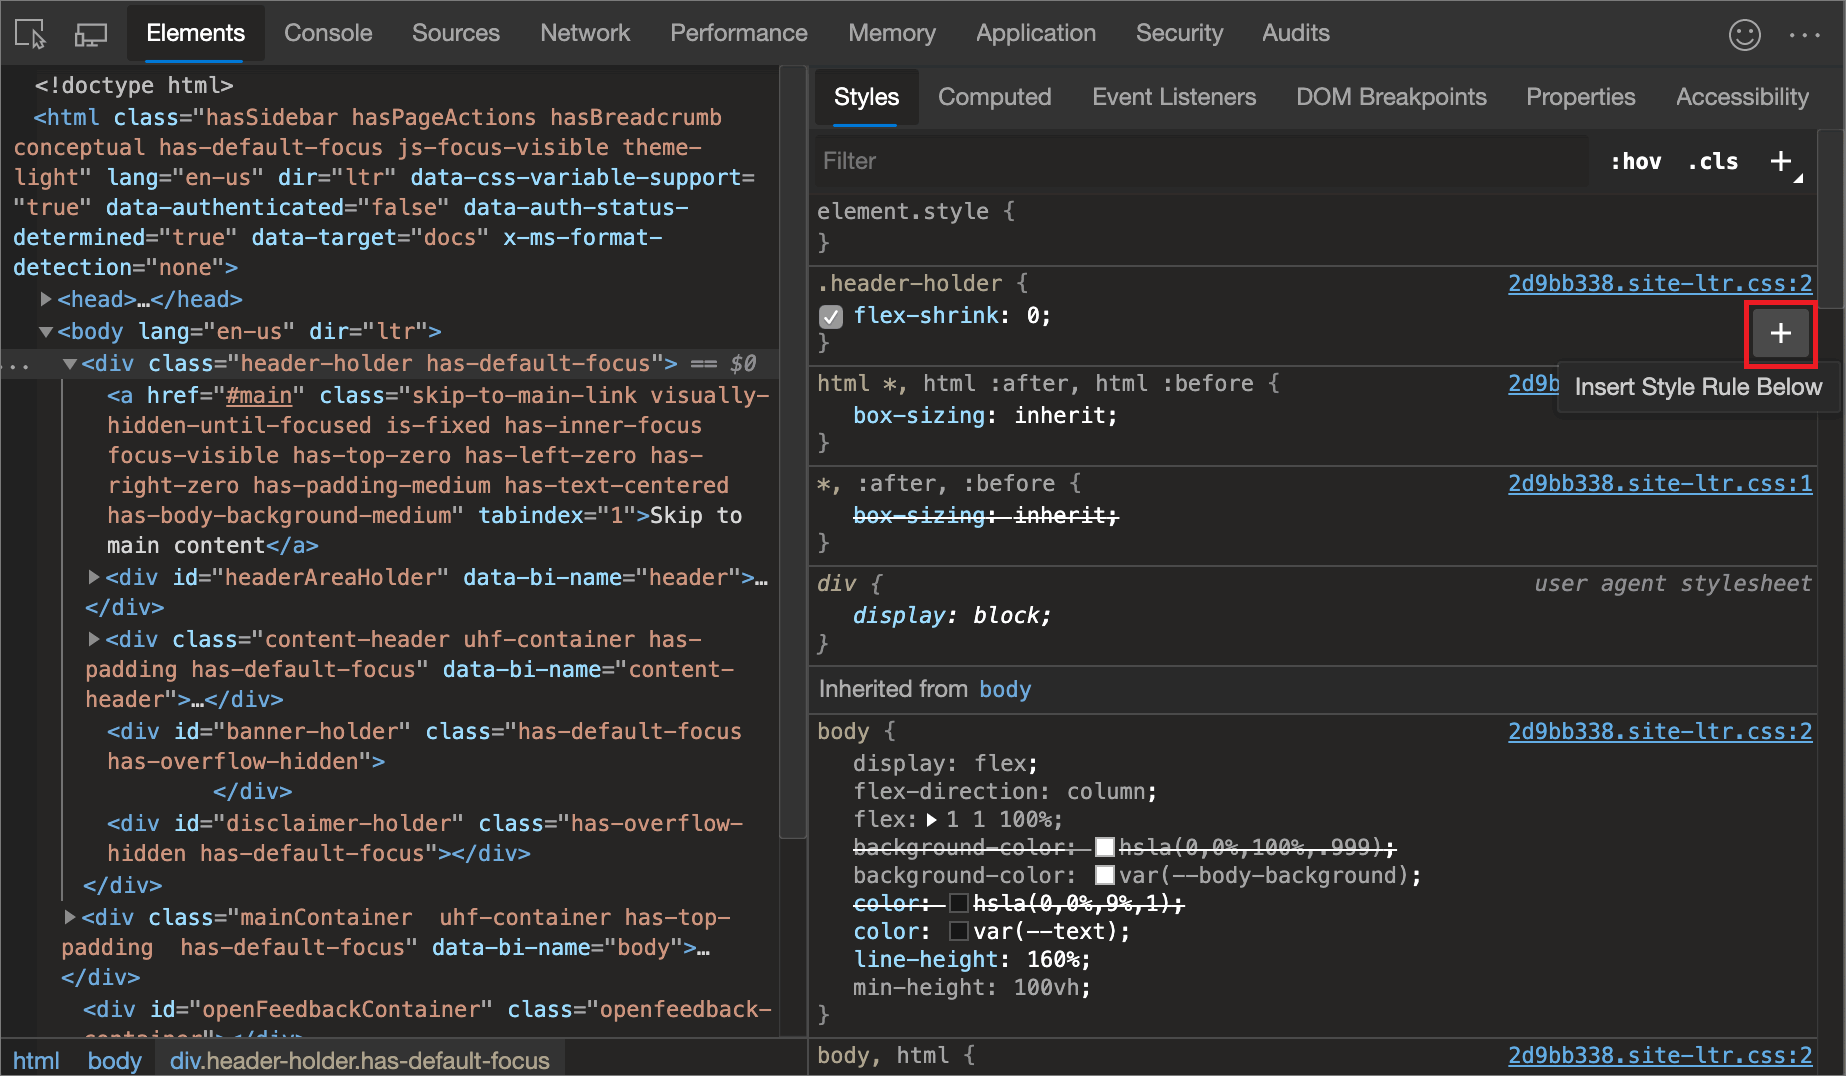 Elements Console Sources Network Performance Memory Application Security Audits ...
<!doctype html>
<html class="hasSidebar hasPageActions hasBreadcrumb
conceptual has-default-focus js-focus-visible theme-
light" lang="en-us" dir="ltr" data-css-variable-support=
"true" data-authenticated="false" data-auth-status-
determined="true" data-target="docs" x-ms-format-
detection="none">
<head>…</head>
<body lang="en-us" dir="ltr">
... <div class="header-holder has-default-focus"> == $0
<a href="#main" class="skip-to-main-link visually-
hidden-until-focused is-fixed has-inner-focus
focus-visible has-top-zero has-left-zero has-
right-zero has-padding-medium has-text-centered
has-body-background-medium" tabindex="1">Skip to
main content</a>
<div id="headerAreaHolder" data-bi-name="header">…
</div>
<div class="content-header uhf-container has-
padding has-default-focus" data-bi-name="content-
header">…</div>
<div id="banner-holder" class="has-default-focus
has-overflow-hidden">
</div>
<div id="disclaimer-holder" class="has-overflow-
hidden has-default-focus"></div>
</div>
<div class="mainContainer  uhf-container has-top-
padding  has-default-focus" data-bi-name="body">…
</div>
<div id="openFeedbackContainer" class="openfeedback-
container"></div>
html body div.header-holder.has-default-focus
Styles Computed Event Listeners DOM Breakpoints Properties Accessibility
Filter :hov .cls +
element.style {
}
.header-holder { 2d9bb338.site-ltr.css:2
flex-shrink: 0;
+
}
html *, html :after, html :before { 2d9b
Insert Style Rule Below
box-sizing: inherit;
}
*, :after, :before { 2d9bb338.site-ltr.css:1
box-sizing: inherit;
}
div { user agent stylesheet
display: block;
}
Inherited from body
body { 2d9bb338.site-ltr.css:2
display: flex;
flex-direction: column;
flex: 1 1 100%;
background-color: hsla(0,0%,100%,.999);
background-color: var(--body-background);
color: hsla(0,0%,9%,1);
color: var(--text);
line-height: 160%;
min-height: 100vh;
}
body, html { 2d9bb338.site-ltr.css:2